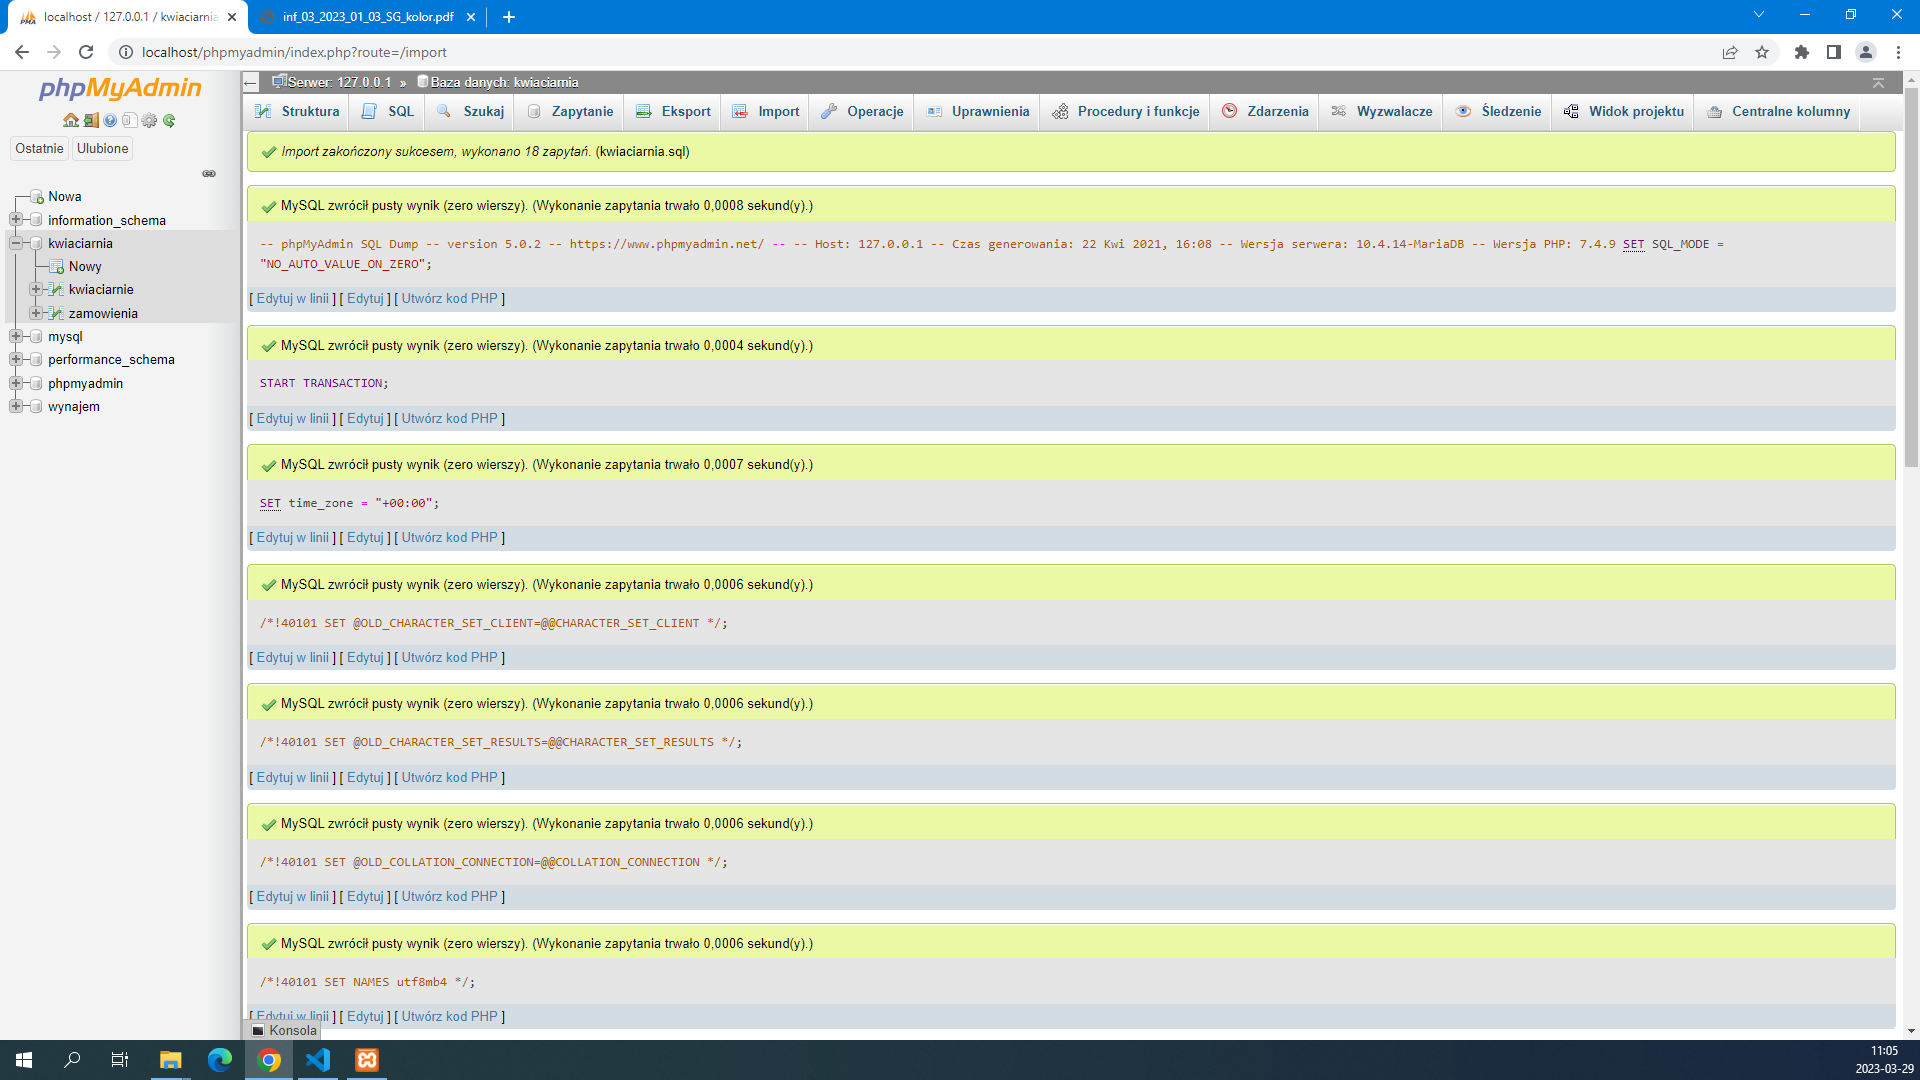 localhost / 127.0.0.1 / kwiaciarnia
inf_03_2023_01_03_SG_kolor.pdf
localhost/phpmyadmin/index.php?route=/import
phpMyAdmin
Ostatnie
Ulubione
Nowa
information_schema
kwiaciarnia
Nowy
kwiaciarnie
zamowienia
mysql
performance_schema
phpmyadmin
wynajem
Serwer: 127.0.0.1 » Baza danych: kwiaciarnia
Struktura SQL Szukaj Zapytanie Eksport Import Operacje Uprawnienia Procedury i funkcje Zdarzenia Wyzwalacze Śledzenie Widok projektu Centralne kolumny
Import zakończony sukcesem, wykonano 18 zapytań. (kwiaciarnia.sql)
MySQL zwrócił pusty wynik (zero wierszy). (Wykonanie zapytania trwało 0,0008 sekund(y).)
-- phpMyAdmin SQL Dump -- version 5.0.2 -- https://www.phpmyadmin.net/ -- -- Host: 127.0.0.1 -- Czas generowania: 22 Kwi 2021, 16:08 -- Wersja serwera: 10.4.14-MariaDB -- Wersja PHP: 7.4.9 SET SQL_MODE =
"NO_AUTO_VALUE_ON_ZERO";
[ Edytuj w linii ] [ Edytuj ] [ Utwórz kod PHP ]
MySQL zwrócił pusty wynik (zero wierszy). (Wykonanie zapytania trwało 0,0004 sekund(y).)
START TRANSACTION;
[ Edytuj w linii ] [ Edytuj ] [ Utwórz kod PHP ]
MySQL zwrócił pusty wynik (zero wierszy). (Wykonanie zapytania trwało 0,0007 sekund(y).)
SET time_zone = "+00:00";
[ Edytuj w linii ] [ Edytuj ] [ Utwórz kod PHP ]
MySQL zwrócił pusty wynik (zero wierszy). (Wykonanie zapytania trwało 0,0006 sekund(y).)
/*!40101 SET @OLD_CHARACTER_SET_CLIENT=@@CHARACTER_SET_CLIENT */;
[ Edytuj w linii ] [ Edytuj ] [ Utwórz kod PHP ]
MySQL zwrócił pusty wynik (zero wierszy). (Wykonanie zapytania trwało 0,0006 sekund(y).)
/*!40101 SET @OLD_CHARACTER_SET_RESULTS=@@CHARACTER_SET_RESULTS */;
[ Edytuj w linii ] [ Edytuj ] [ Utwórz kod PHP ]
MySQL zwrócił pusty wynik (zero wierszy). (Wykonanie zapytania trwało 0,0006 sekund(y).)
/*!40101 SET @OLD_COLLATION_CONNECTION=@@COLLATION_CONNECTION */;
[ Edytuj w linii ] [ Edytuj ] [ Utwórz kod PHP ]
MySQL zwrócił pusty wynik (zero wierszy). (Wykonanie zapytania trwało 0,0006 sekund(y).)
/*!40101 SET NAMES utf8mb4 */;
[ Edytuj w linii ] [ Edytuj ] [ Utwórz kod PHP ]
Konsola
11:05
2023-03-29